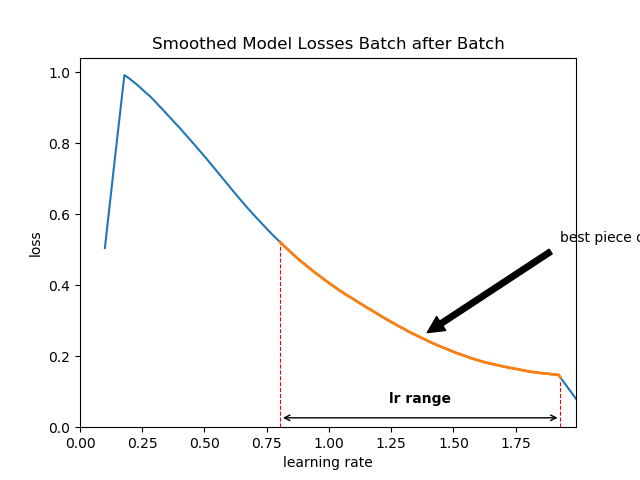 Smoothed Model Losses Batch after Batch
1.0
0.8
0.6
0.4
0.2
0.0
loss
best piece
lr range
0.00 0.25 0.50 0.75 1.00 1.25 1.50 1.75
learning rate